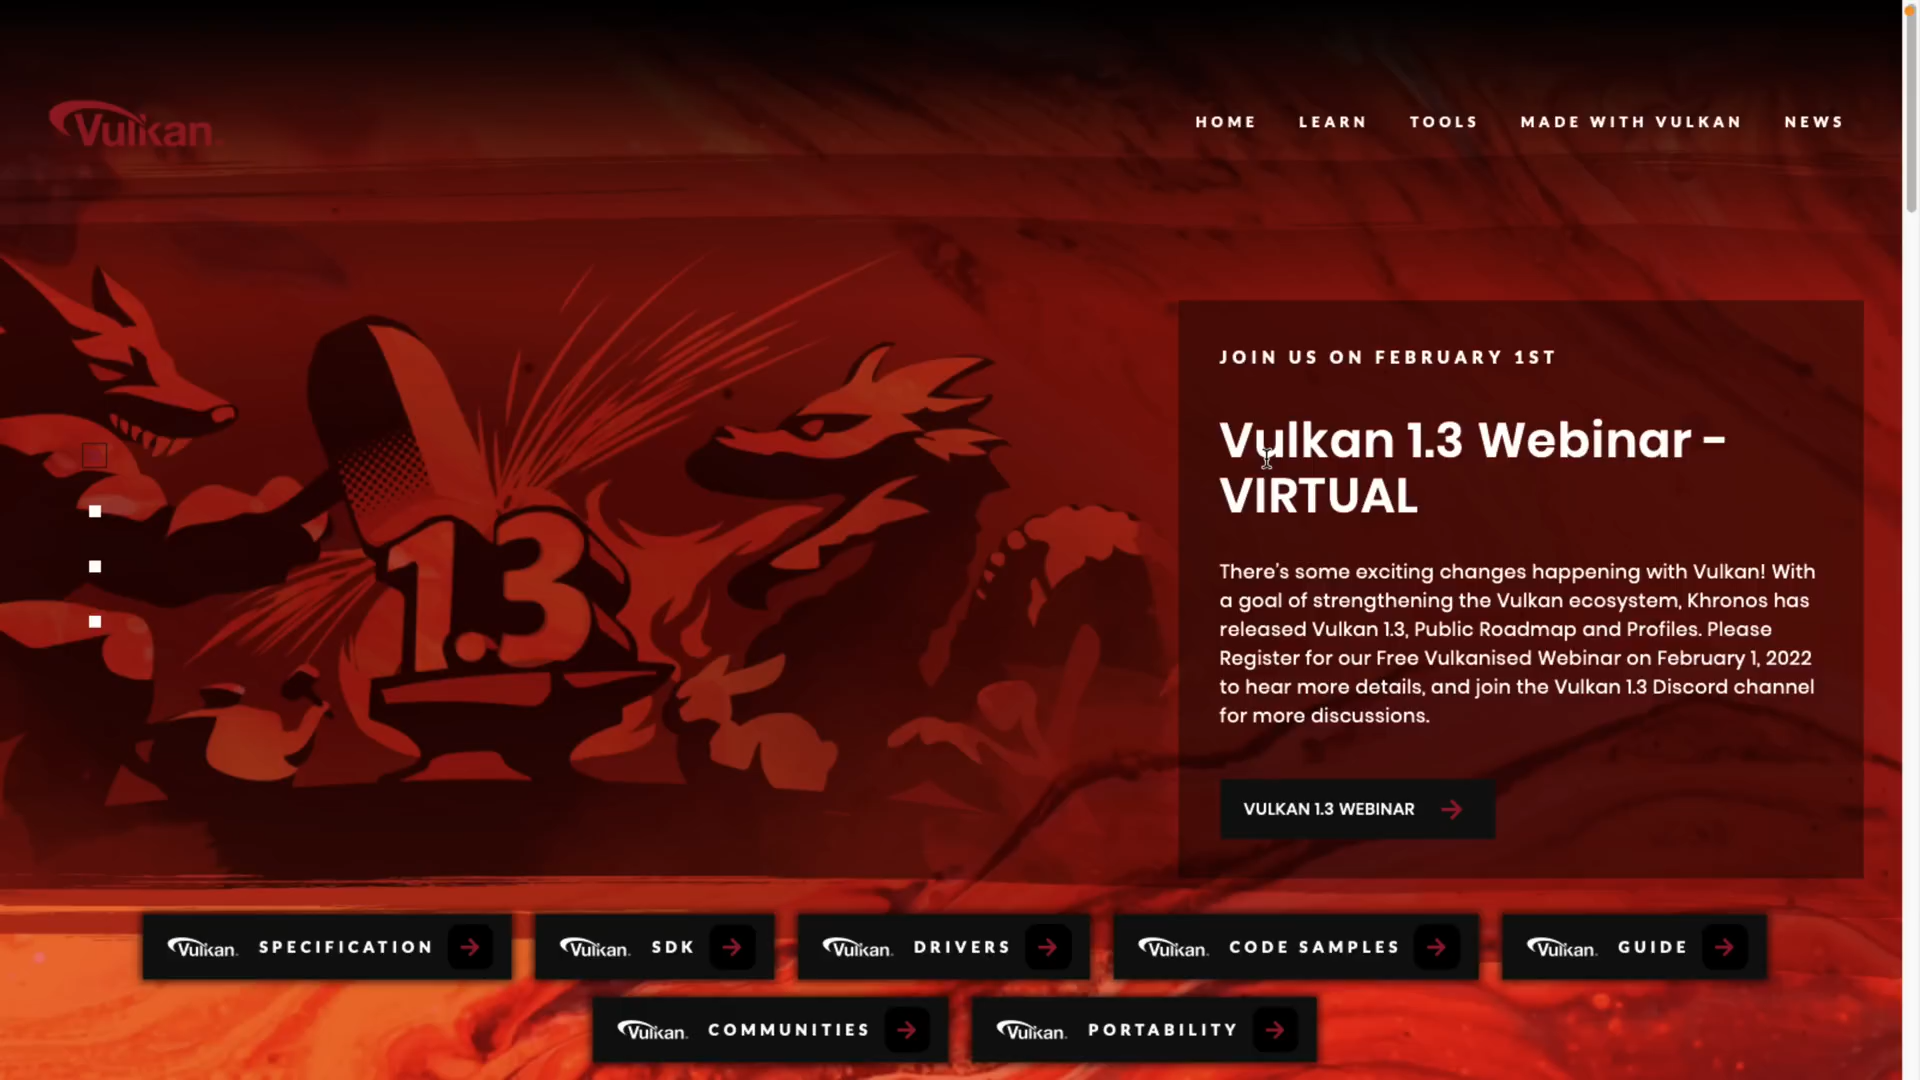 Vulkan
HOME LEARN TOOLS MADE WITH VULKAN NEWS
1.3
JOIN US ON FEBRUARY 1ST
Vulkan 1.3 Webinar –
VIRTUAL
There's some exciting changes happening with Vulkan! With
a goal of strengthening the Vulkan ecosystem, Khronos has
released Vulkan 1.3, Public Roadmap and Profiles. Please
Register for our Free Vulkanised Webinar on February 1, 2022
to hear more details, and join the Vulkan 1.3 Discord channel
for more discussions.
VULKAN 1.3 WEBINAR
Vulkan SPECIFICATION
Vulkan SDK
Vulkan DRIVERS
Vulkan CODE SAMPLES
Vulkan GUIDE
Vulkan COMMUNITIES
Vulkan PORTABILITY